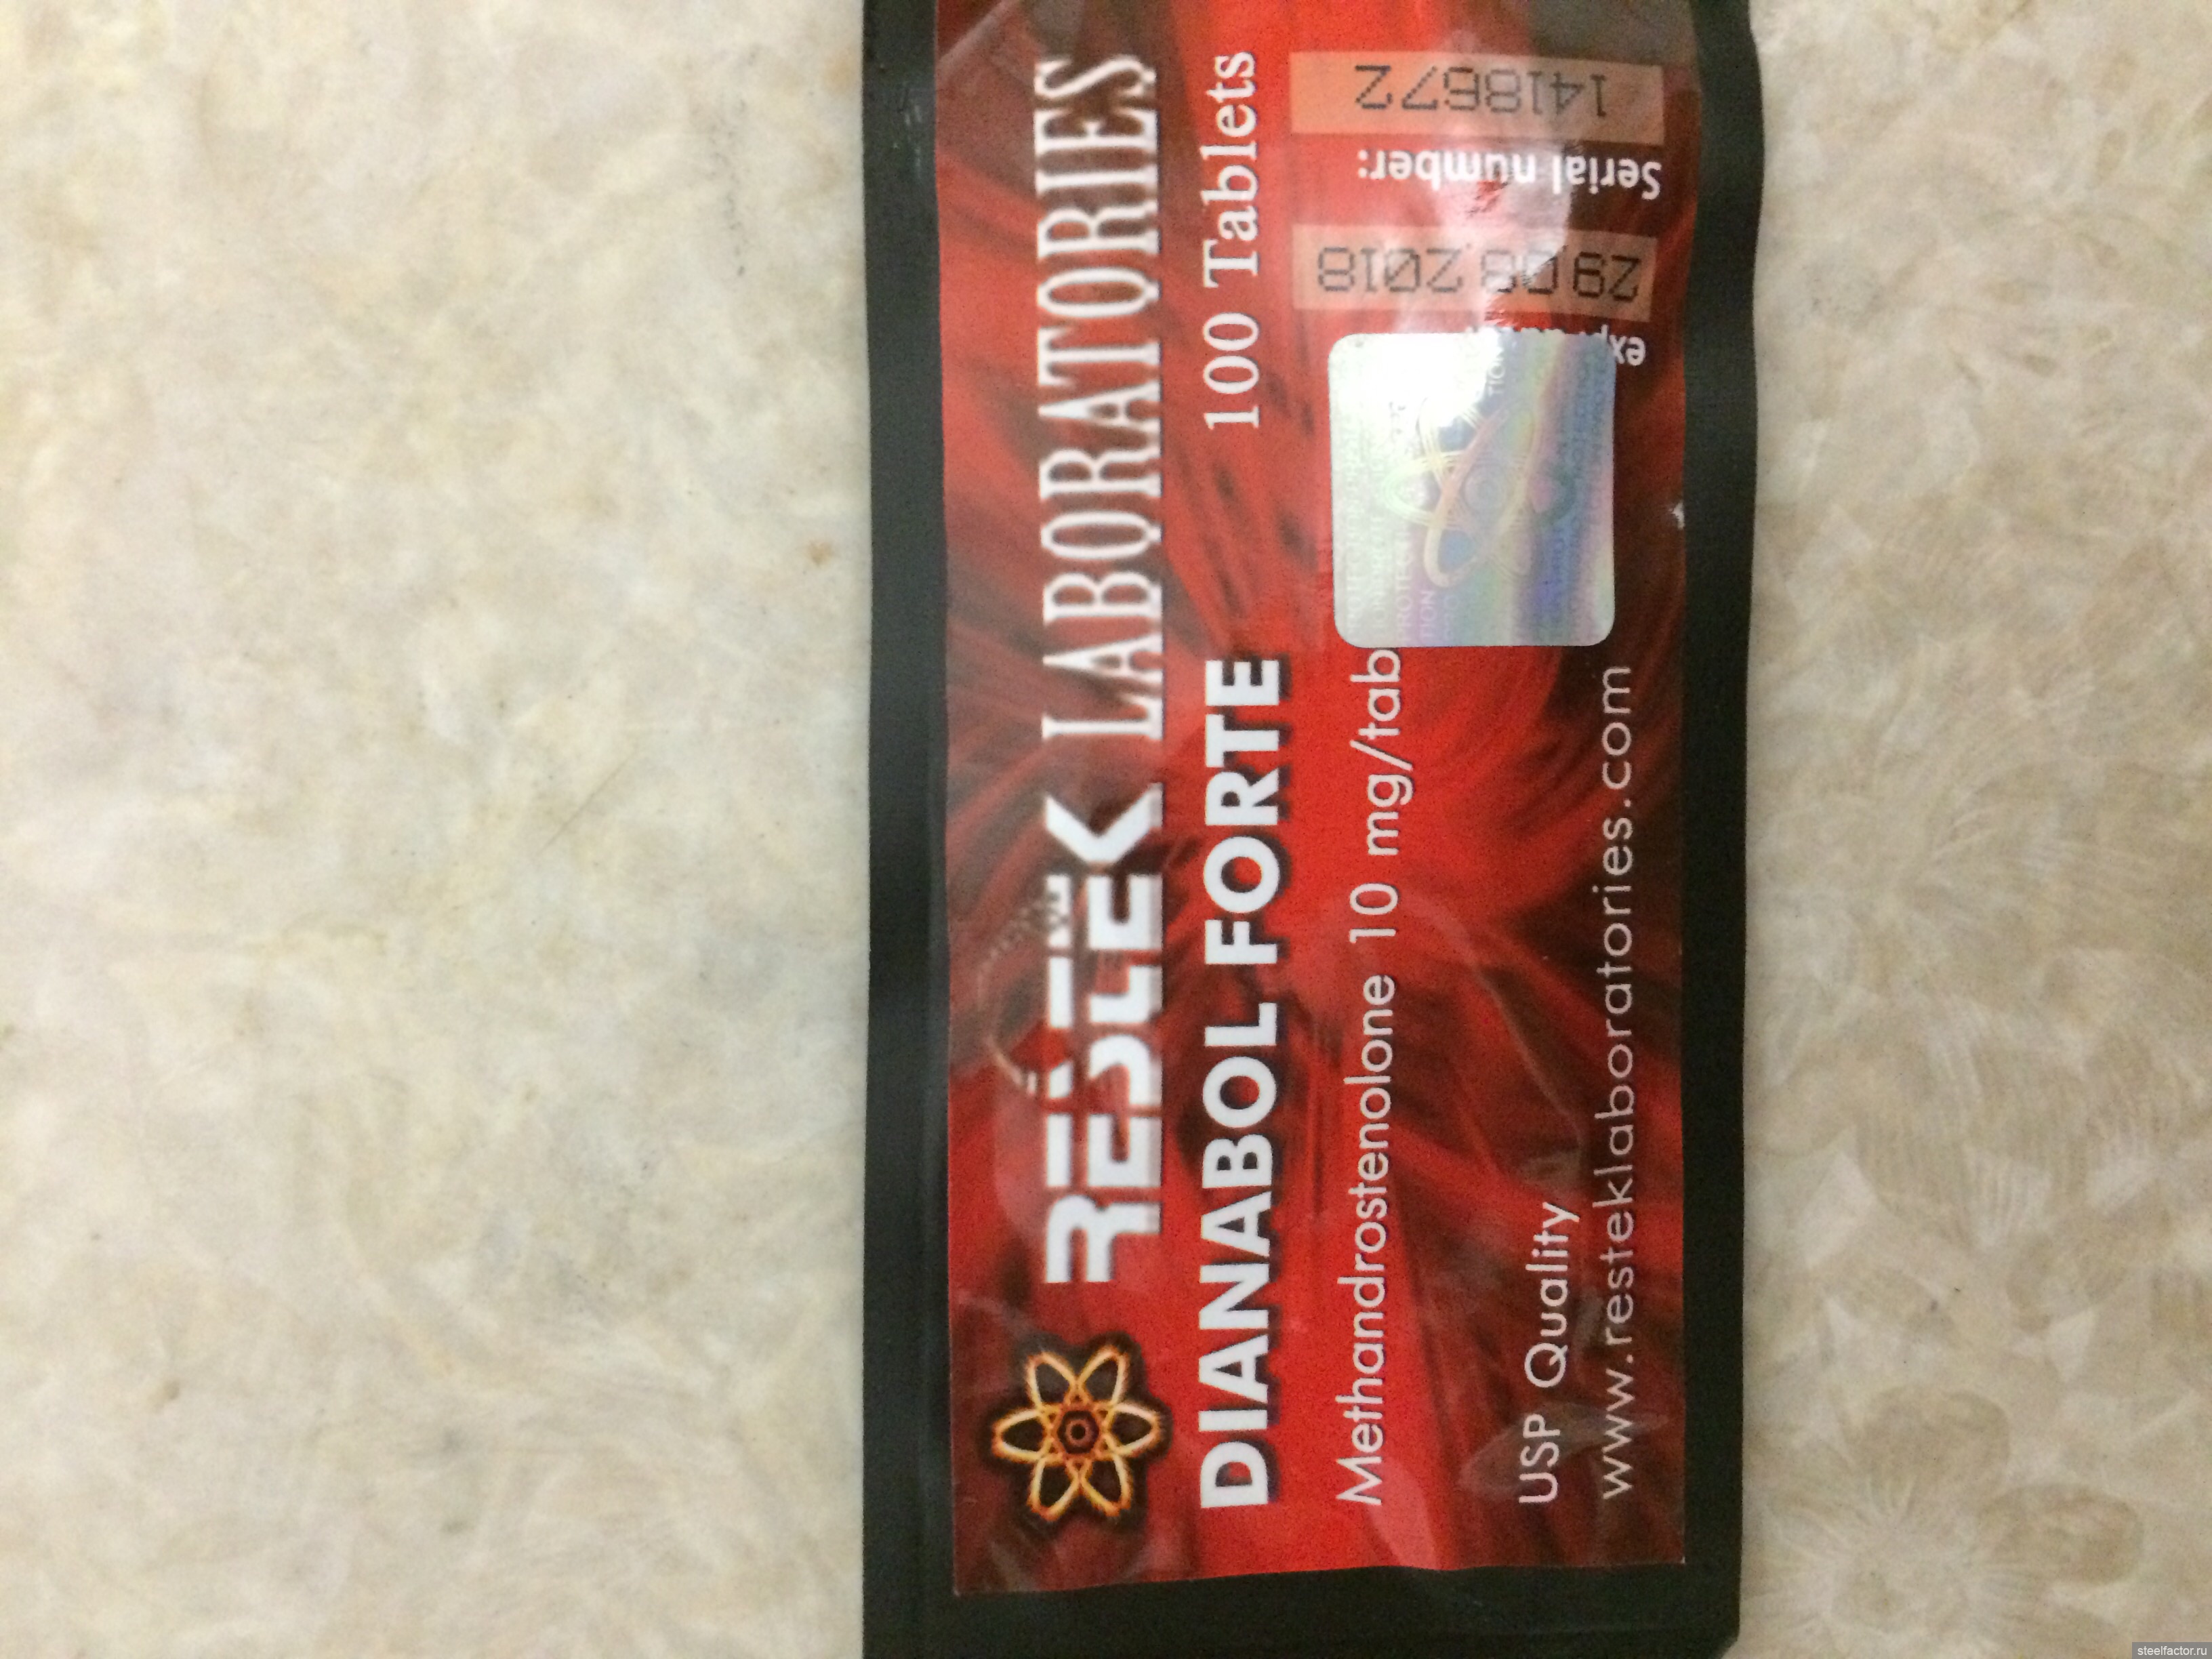 RESTEK LABORATORIES
DIANABOL FORTE 100 Tablets
Methandrostenolone 10 mg/tab
USP Quality
www.resteklaboratories.com
29.08.2018
Serial number:
1418672
steelfactor.ru